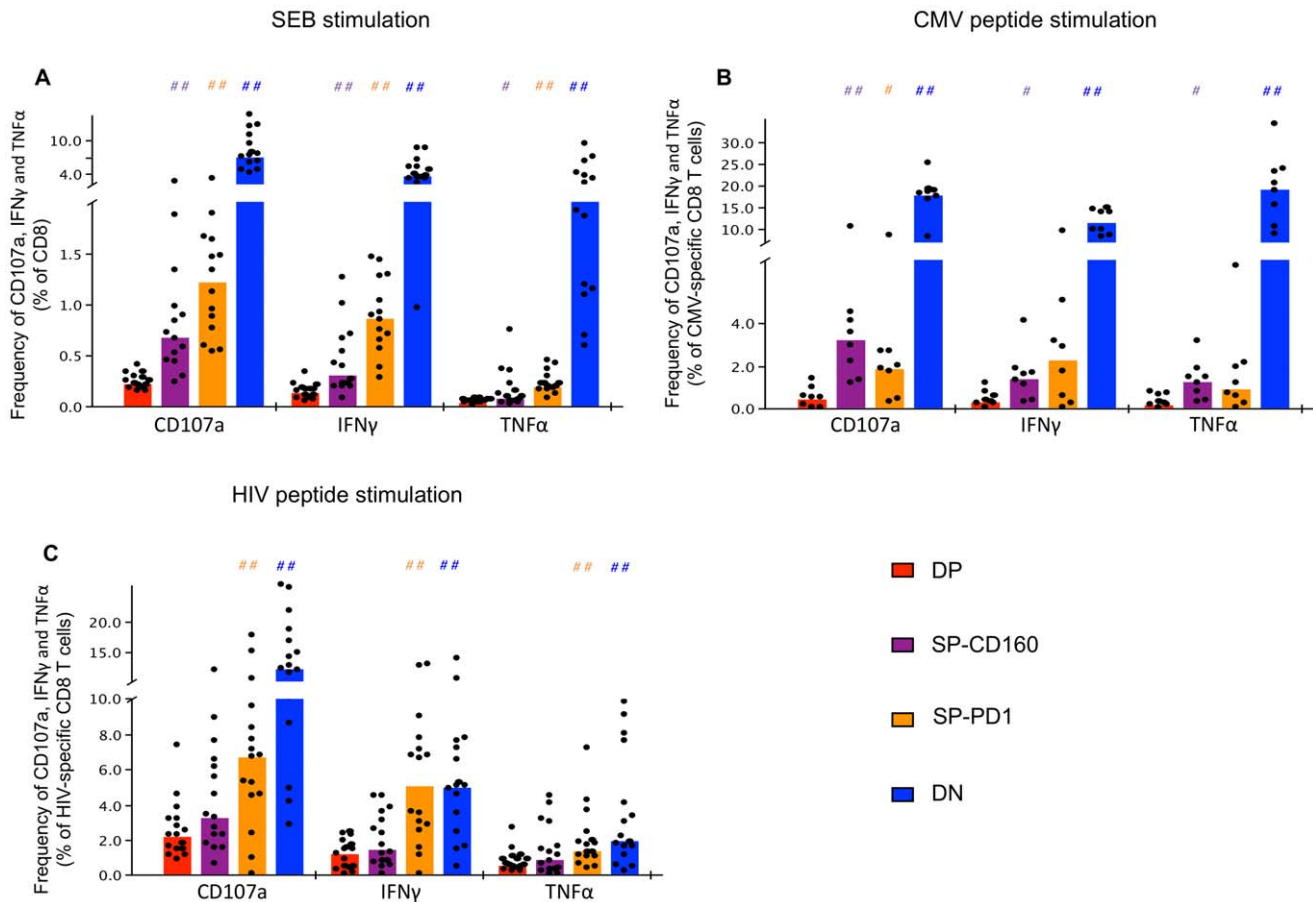 SEB stimulation
CMV peptide stimulation
A
B
## ## ## ## ## ## # ## ##
## # ## # ## # ##
Frequency of CD107a, IFNγ and TNFα
(% of CD8)
10.0
4.0
1.5
1.0
0.5
0.0
CD107a IFNγ TNFα
Frequency of CD107a, IFNγ and TNFα
(% of CMV-specific CD8 T cells)
30.0
20.0
15.0
10.0
4.0
2.0
0.0
CD107a IFNγ TNFα
HIV peptide stimulation
C
## ## ## ## ## ##
Frequency of CD107a, IFNγ and TNFα
(% of HIV-specific CD8 T cells)
20.0
15.0
10.0
8.0
6.0
4.0
2.0
0.0
CD107a IFNγ TNFα
DP
SP-CD160
SP-PD1
DN